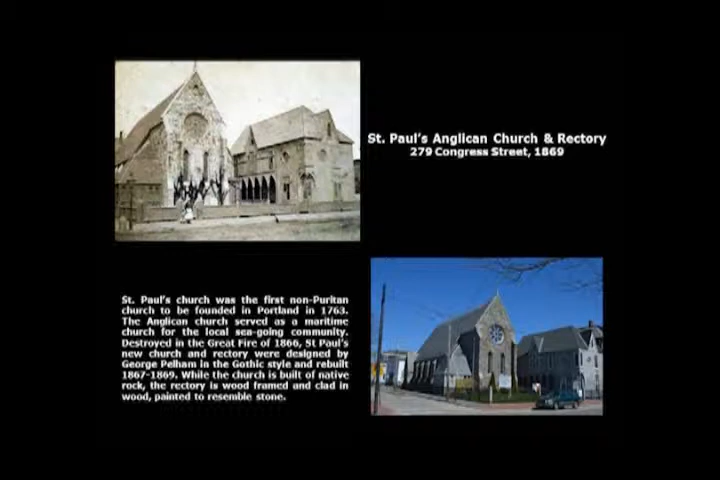 St. Paul's Anglican Church & Rectory
279 Congress Street, 1869
St. Paul's church was the first non-Puritan
church to be founded in Portland in 1763.
The Anglican church served as a maritime
church for the local sea-going community.
Destroyed in the Great Fire of 1866, St Paul's
new church and rectory were designed by
George Pelham in the Gothic style and rebuilt
1867-1869. While the church is built of native
rock, the rectory is wood framed and clad in
wood, painted to resemble stone.